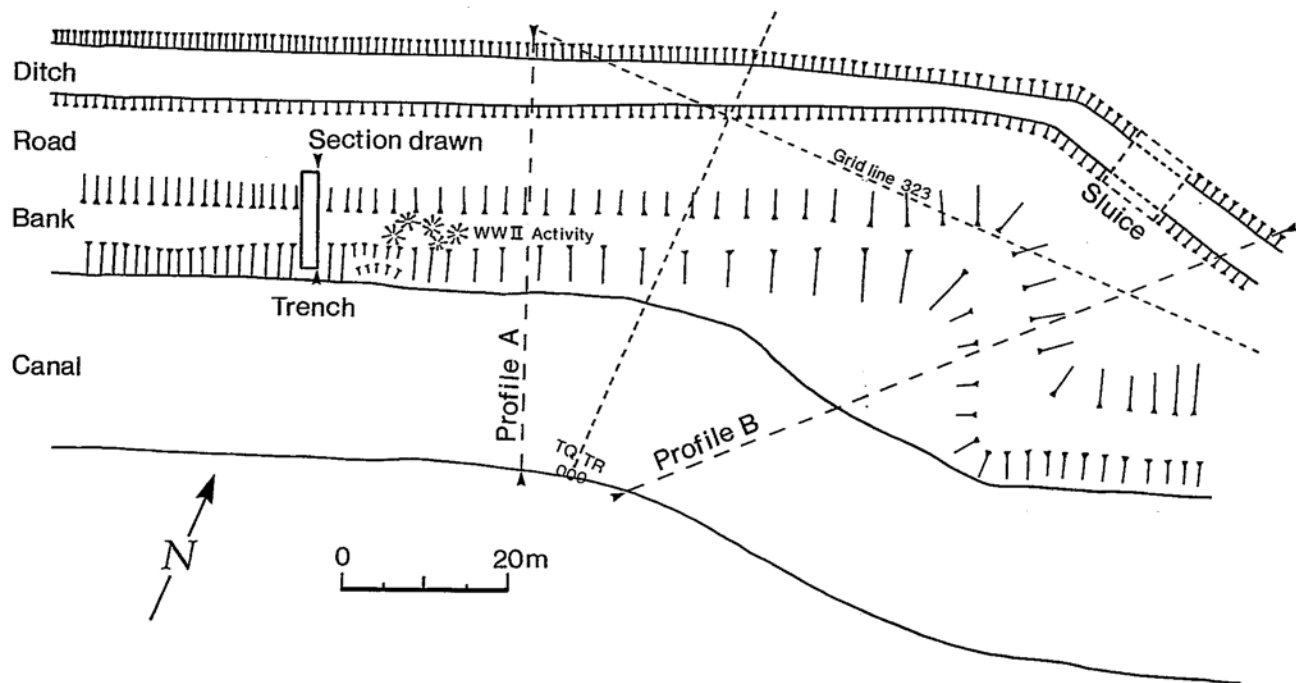 Ditch
Road
Section drawn
Grid line 323
Bank
WW II Activity
Sluice
Trench
Canal
Profile A
Profile B
TQ TR
000
N
0 20m